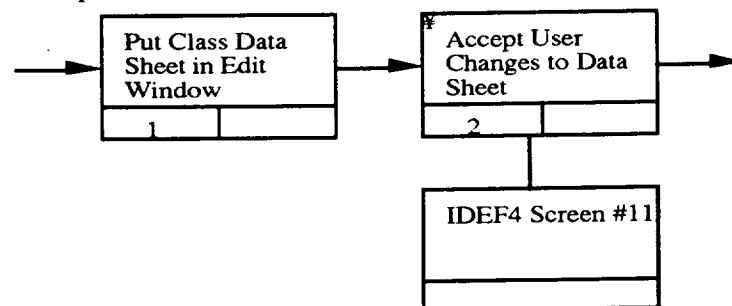 Put Class Data
Sheet in Edit
Window
1
¥
Accept User
Changes to Data
Sheet
2
IDEF4 Screen #11